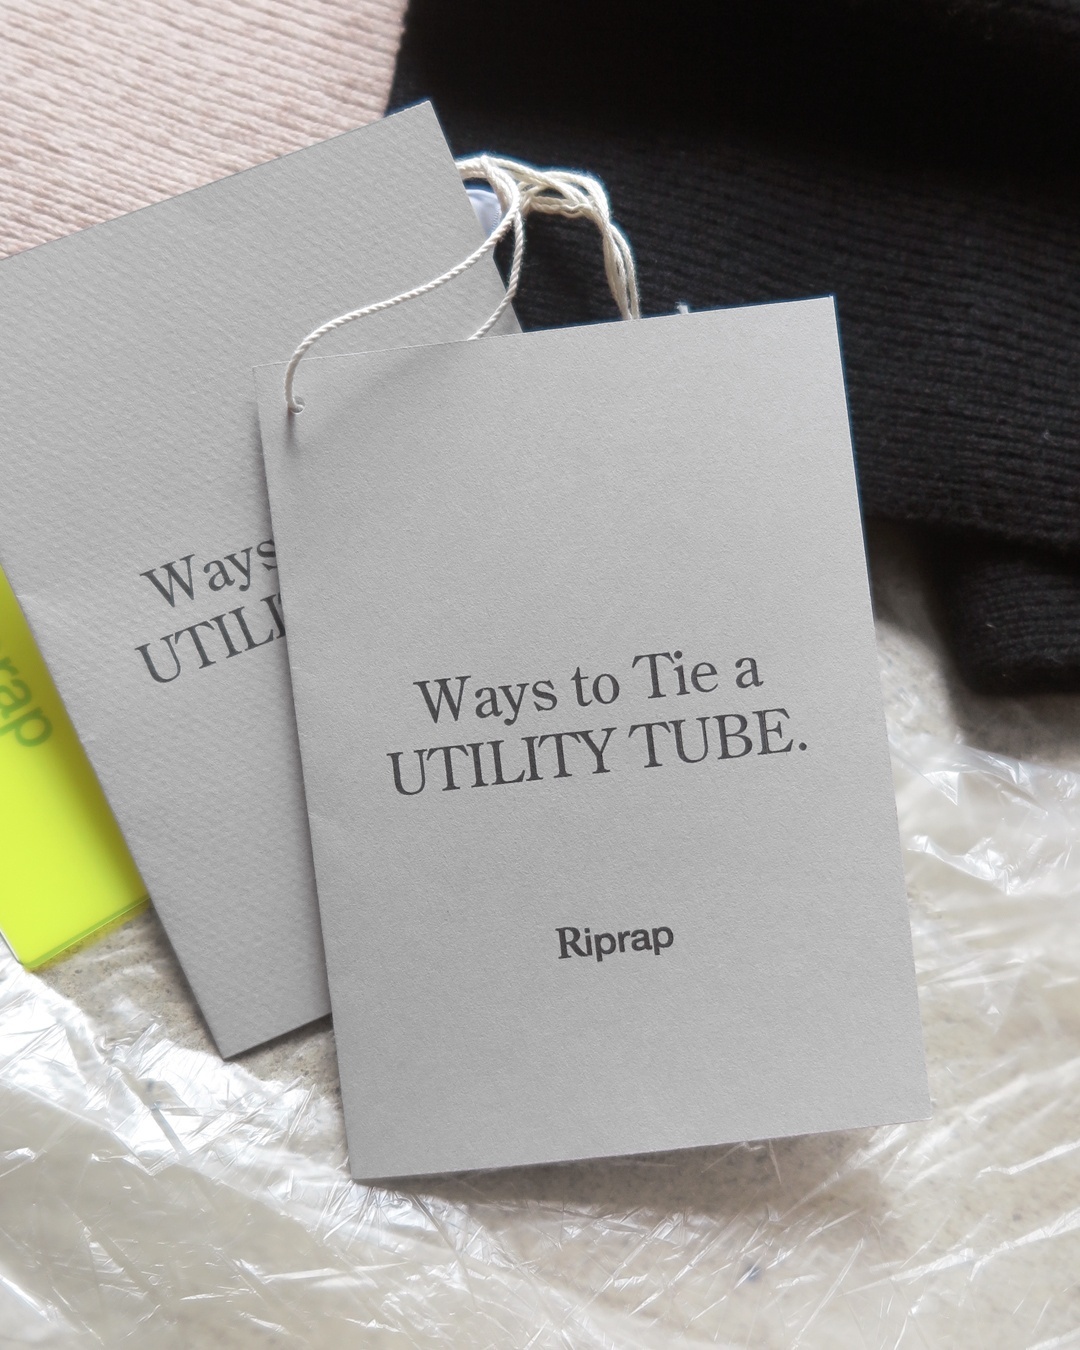 Ways
UTILI
rap
Ways to Tie a
UTILITY TUBE.
Riprap